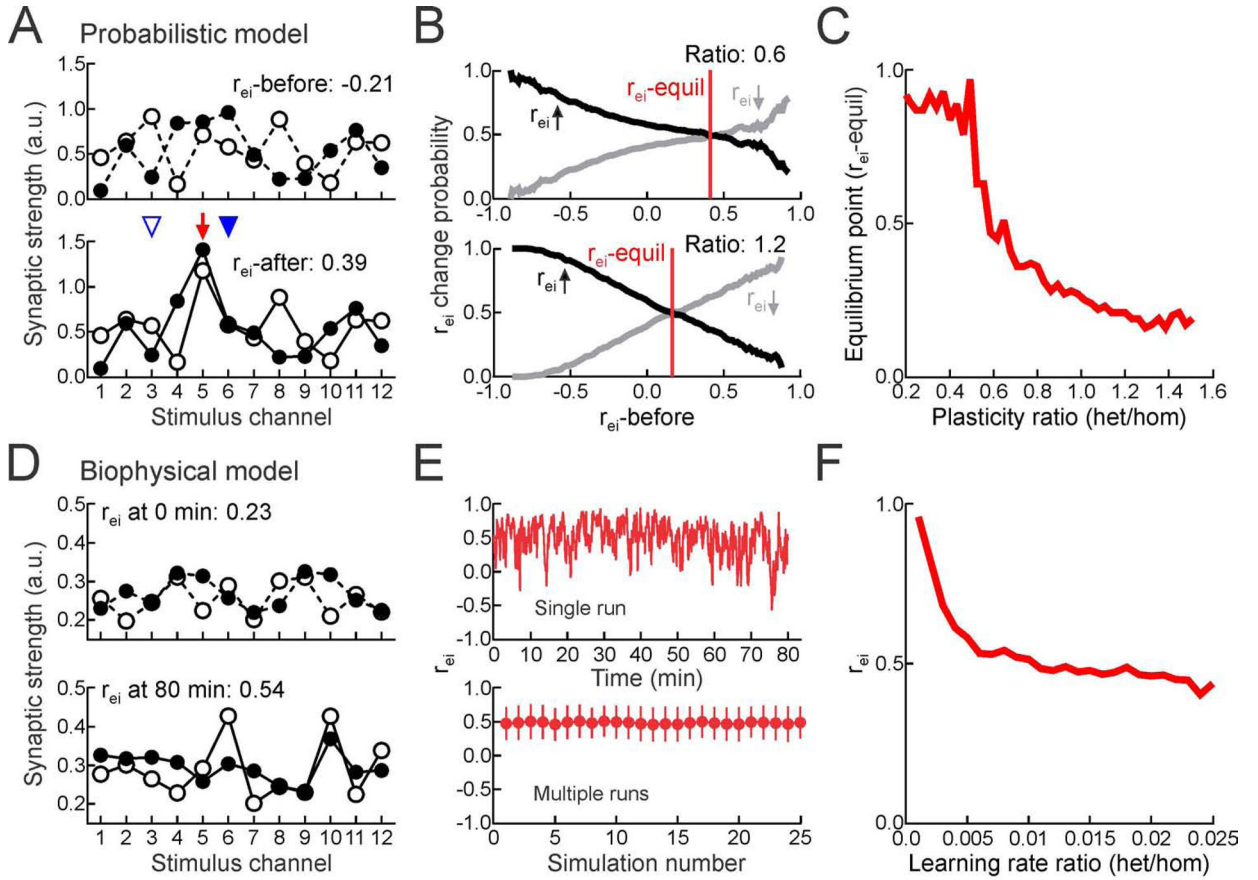 A Probabilistic model
Synaptic strength (a.u.)
1.5
1.0
0.5
0.0
r_ei-before: -0.21
1.5
1.0
0.5
0.0
r_ei-after: 0.39
1 2 3 4 5 6 7 8 9 10 11 12
Stimulus channel
B
r_ei change probability
Ratio: 0.6
r_ei-equil
r_ei
r_ei
1.0
0.5
0.0
-1.0 -0.5 0.0 0.5 1.0
Ratio: 1.2
r_ei-equil
r_ei
r_ei
1.0
0.5
0.0
-1.0 -0.5 0.0 0.5 1.0
r_ei-before
C
Equilibrium point (r_ei-equil)
1.0
0.5
0.0
0.2 0.4 0.6 0.8 1.0 1.2 1.4 1.6
Plasticity ratio (het/hom)
D Biophysical model
Synaptic strength (a.u.)
0.5
0.4
0.3
0.2
r_ei at 0 min: 0.23
0.5
0.4
0.3
0.2
r_ei at 80 min: 0.54
1 2 3 4 5 6 7 8 9 10 11 12
Stimulus channel
E
r_ei
1.0
0.5
0.0
-0.5
-1.0
Single run
0 10 20 30 40 50 60 70 80
Time (min)
1.0
0.5
0.0
-0.5
-1.0
Multiple runs
0 5 10 15 20 25
Simulation number
F
r_ei
1.0
0.5
0.0
0.0 0.005 0.01 0.015 0.02 0.025
Learning rate ratio (het/hom)